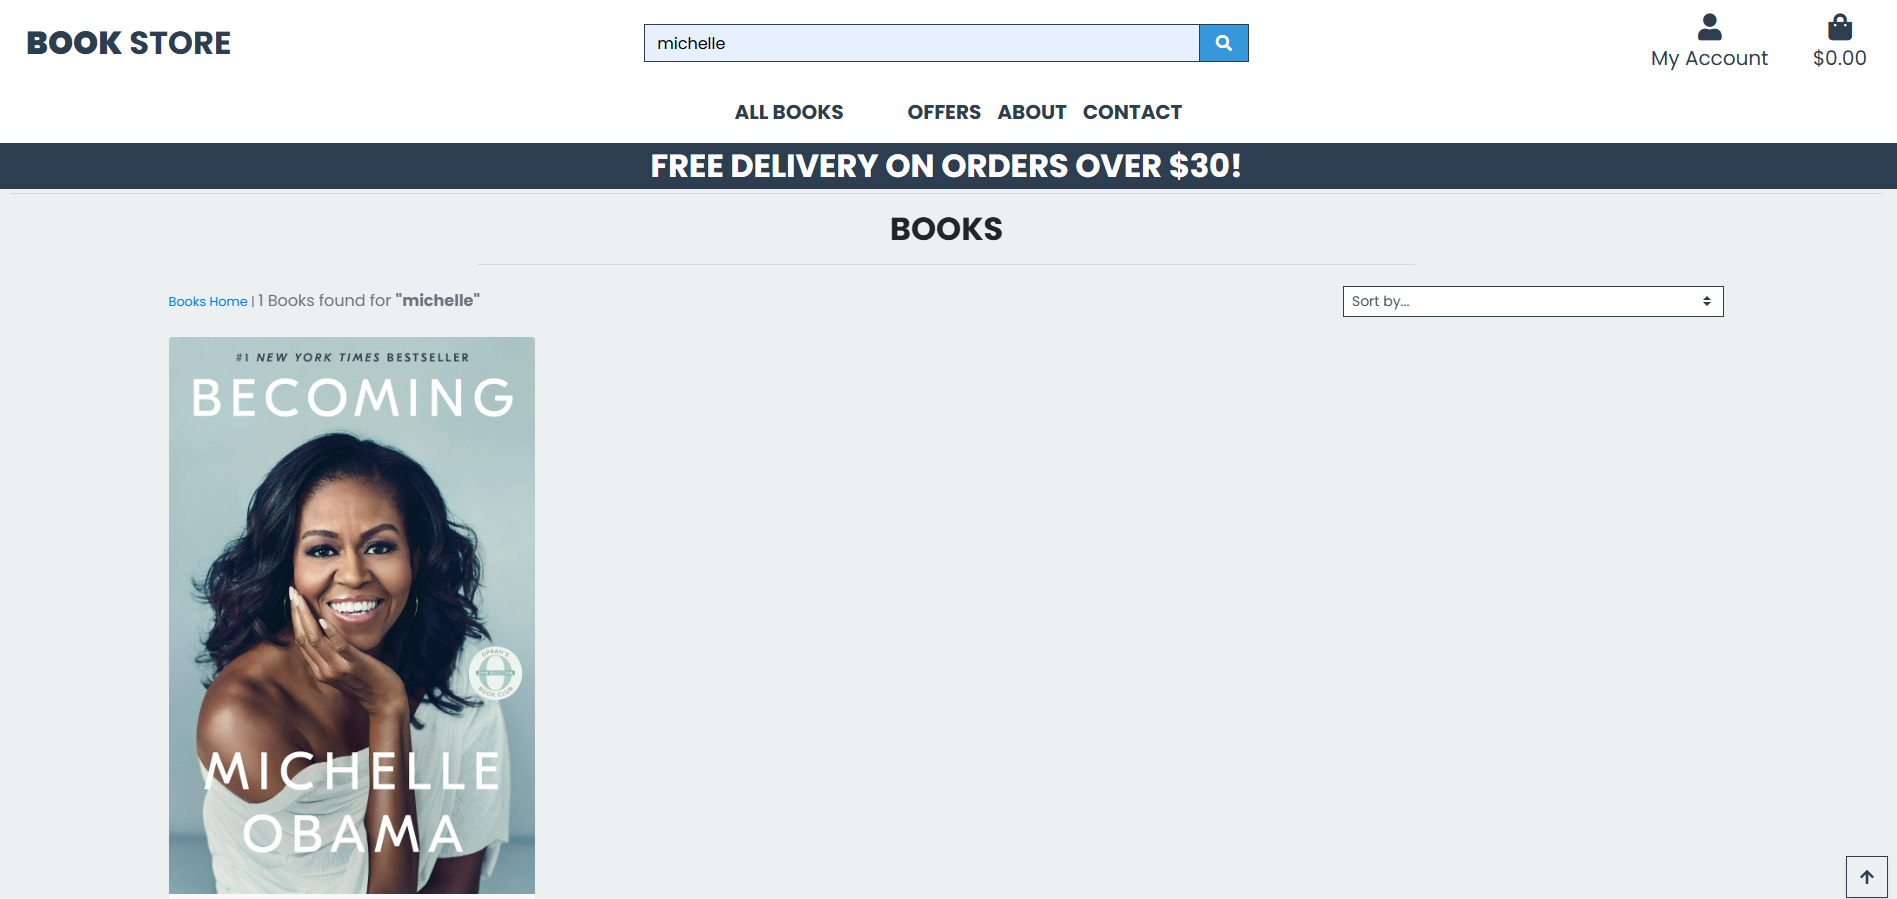 BOOK STORE
michelle
My Account
$0.00
ALL BOOKS OFFERS ABOUT CONTACT
FREE DELIVERY ON ORDERS OVER $30!
BOOKS
Books Home | 1 Books found for "michelle"
Sort by...
#1 NEW YORK TIMES BESTSELLER
BECOMING
OPRAH'S
BOOK CLUB
MICHELLE
OBAMA